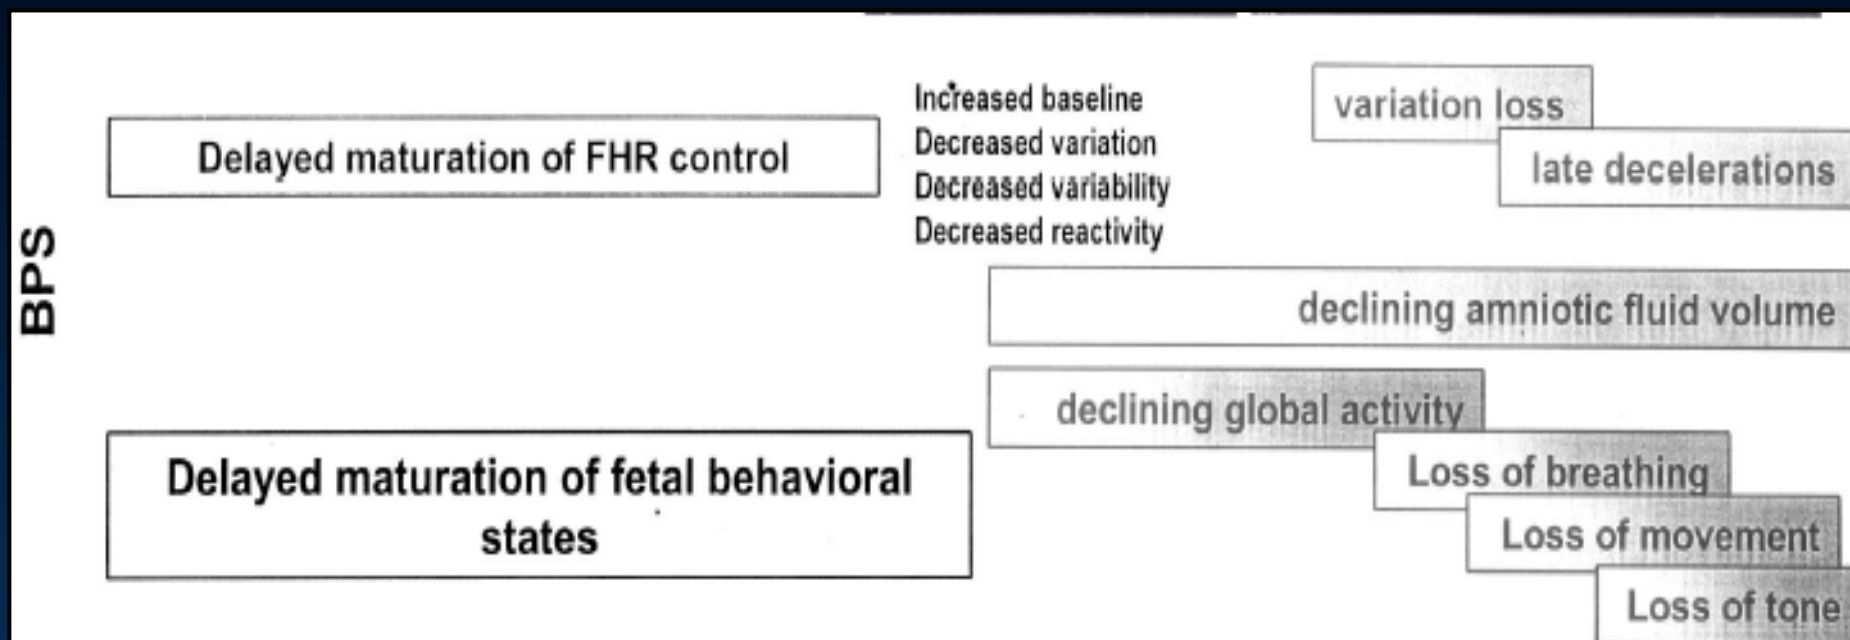 BPS
Delayed maturation of FHR control
Increased baseline
Decreased variation
Decreased variability
Decreased reactivity
variation loss
late decelerations
declining amniotic fluid volume
declining global activity
Delayed maturation of fetal behavioral
states
Loss of breathing
Loss of movement
Loss of tone